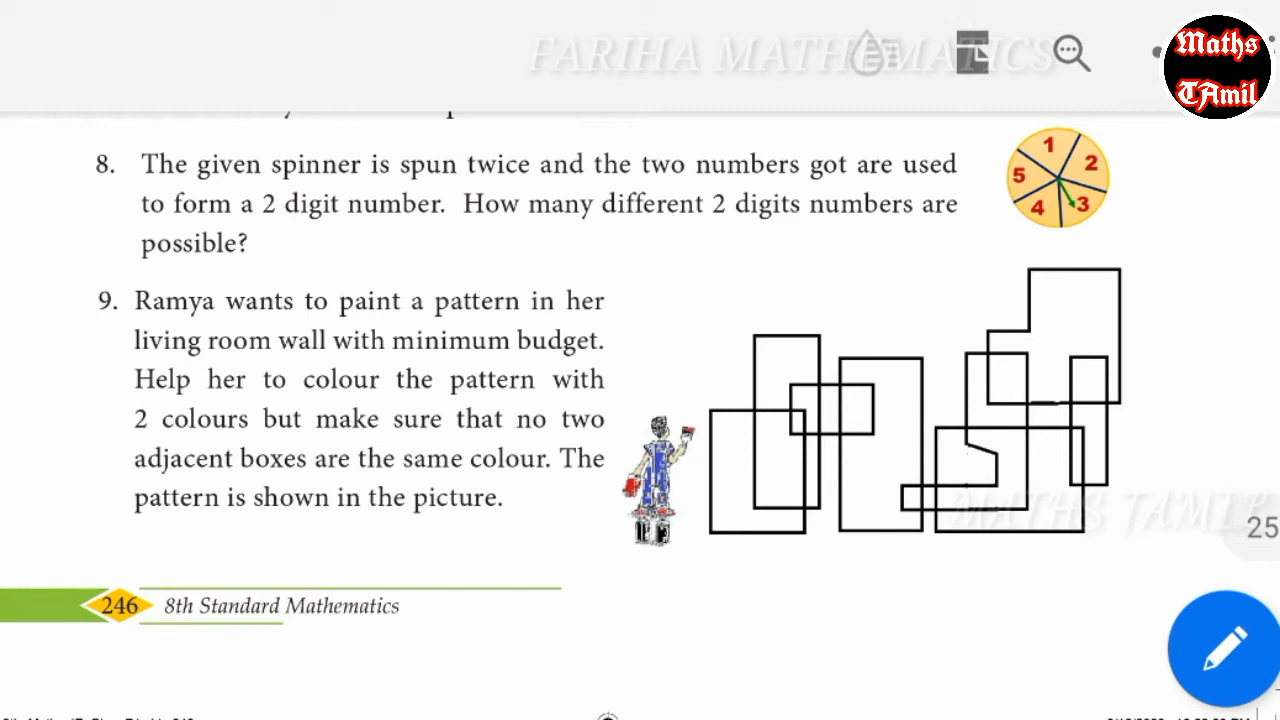 FARIHA MATHEMATICS
Maths
TAmil
8. The given spinner is spun twice and the two numbers got are used
to form a 2 digit number. How many different 2 digits numbers are
possible?
1
2
5
4
3
9. Ramya wants to paint a pattern in her
living room wall with minimum budget.
Help her to colour the pattern with
2 colours but make sure that no two
adjacent boxes are the same colour. The
pattern is shown in the picture.
MATHS TAMIL
25
246 8th Standard Mathematics